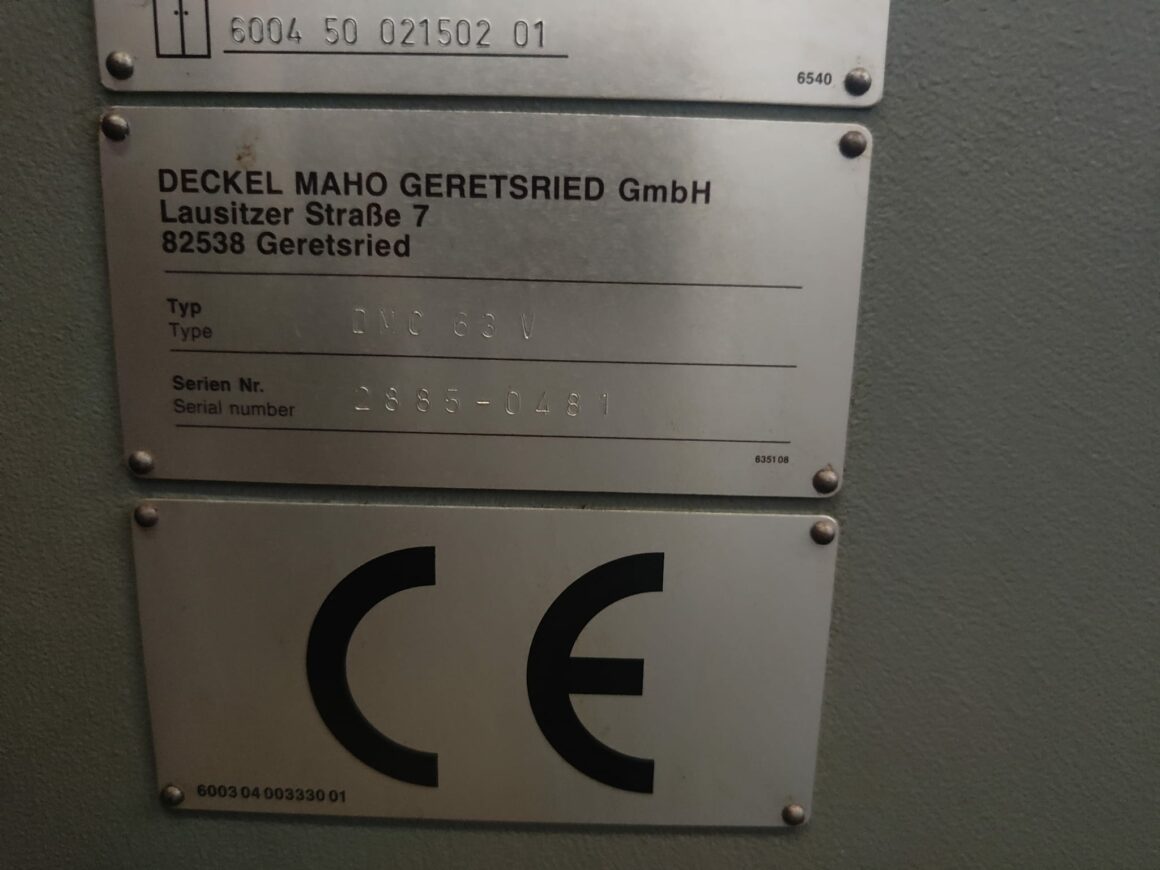 6004 50 021502 01
6540
DECKEL MAHO GERETSRIED GmbH
Lausitzer Straße 7
82538 Geretsried
Typ
Type
DMC 63 V
Serien Nr.
Serial number
2885-0481
635108
CE
6003 04 003330 01